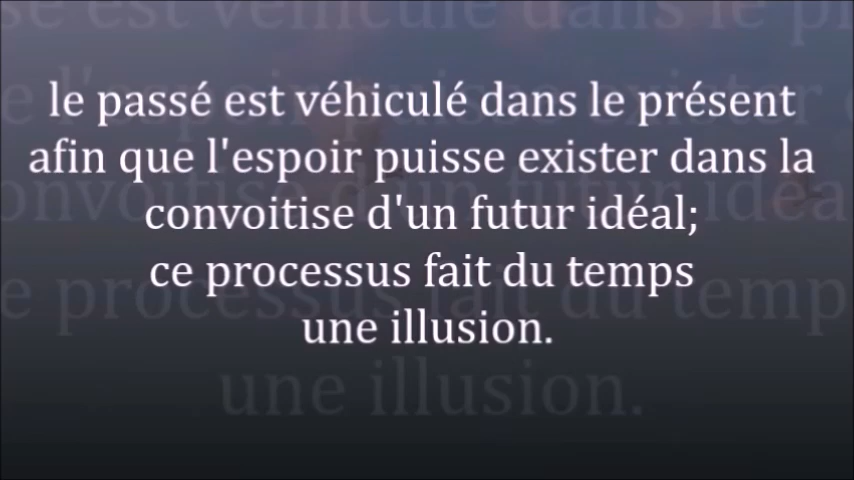 le passé est véhiculé dans le présent
afin que l'espoir puisse exister dans la
convoitise d'un futur idéal;
ce processus fait du temps
une illusion.